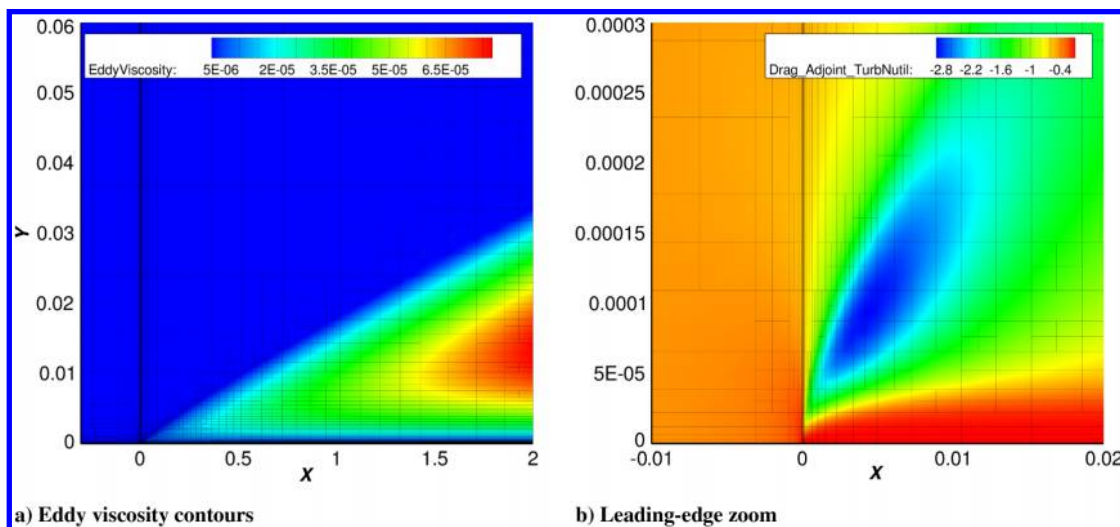 0.06
EddyViscosity: 5E-06 2E-05 3.5E-05 5E-05 6.5E-05
0.05
0.04
Y
0.03
0.02
0.01
0
0 0.5 1 1.5 2
X
a) Eddy viscosity contours
0.0003
Drag_Adjoint_TurbNutil: -2.8 -2.2 -1.6 -1 -0.4
0.00025
0.0002
0.00015
0.0001
5E-05
0
-0.01 0 0.01 0.02
X
b) Leading-edge zoom